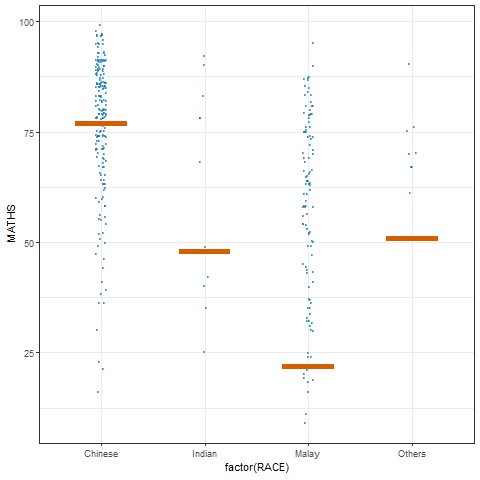 100
75
50
25
MATHS
Chinese
Indian
Malay
Others
factor(RACE)